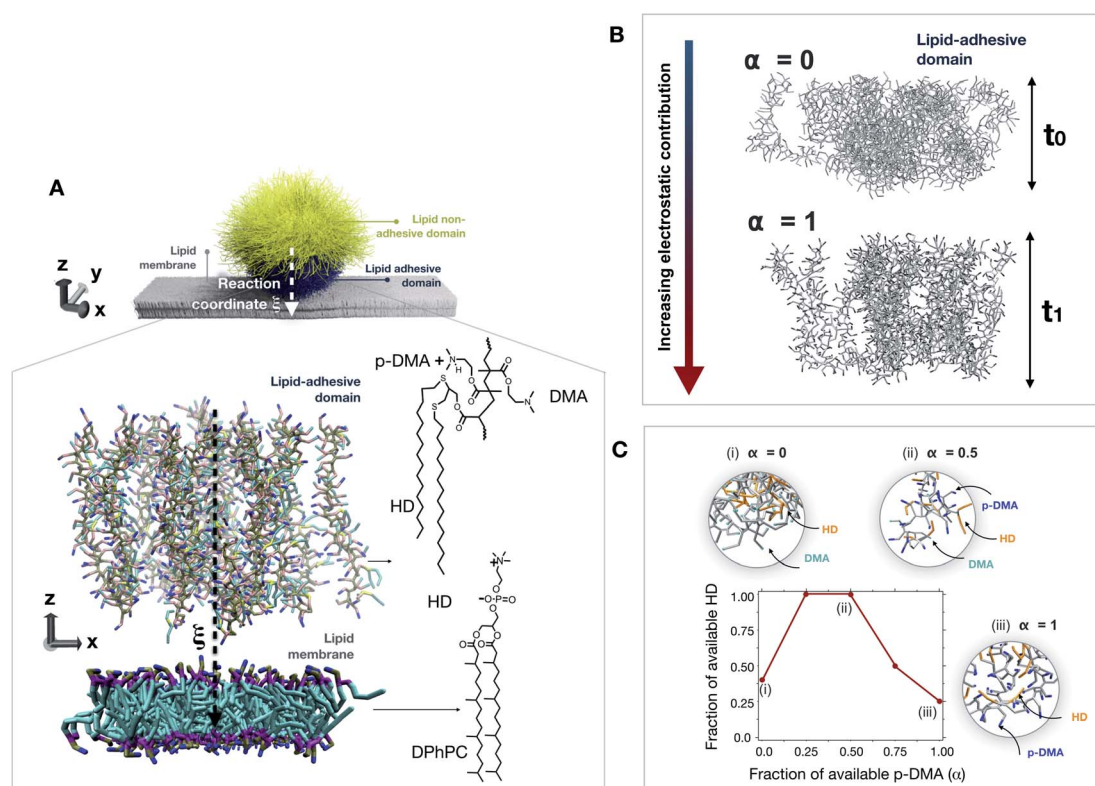 A
Lipid non-
adhesive domain
Lipid
membrane
Lipid adhesive
domain
Reaction
coordinate ξ
z
y
x
Lipid-adhesive
domain
p-DMA +
N
H
O
O
O
O
O
O
N
DMA
S
S
HD
HD
N
+
O
-O-P=O
O
O
O
O
O
z
x
ξ
Lipid
membrane
DPhPC
B
Increasing electrostatic contribution
Lipid-adhesive
domain
α = 0
t0
α = 1
t1
C
(i) α = 0
HD
DMA
(ii) α = 0.5
p-DMA
HD
DMA
(iii) α = 1
HD
p-DMA
Fraction of available HD
1.00
0.75
0.50
0.25
0.0
(i)
(ii)
(iii)
0.0 0.25 0.50 0.75 1.00
Fraction of available p-DMA (α)